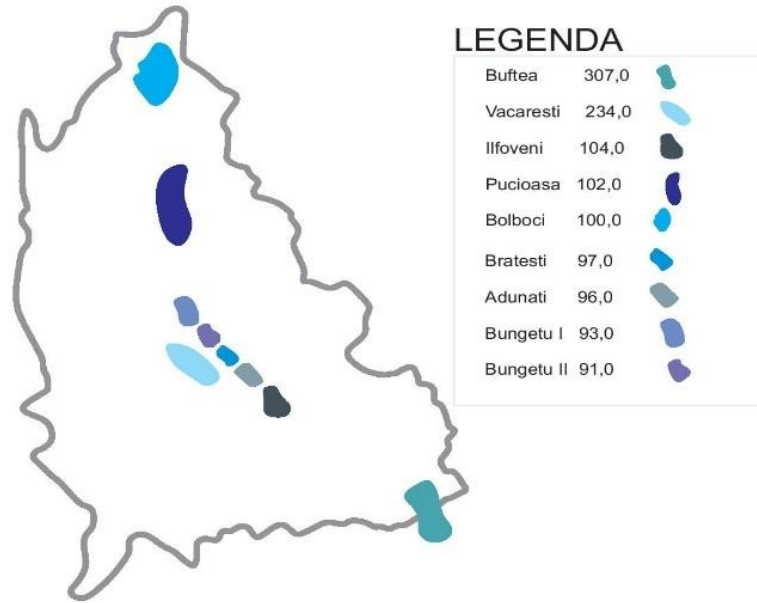 LEGENDA
Buftea 307,0
Vacaresti 234,0
Ilfoveni 104,0
Pucioasa 102,0
Bolboci 100,0
Bratesti 97,0
Adunati 96,0
Bungetu I 93,0
Bungetu II 91,0